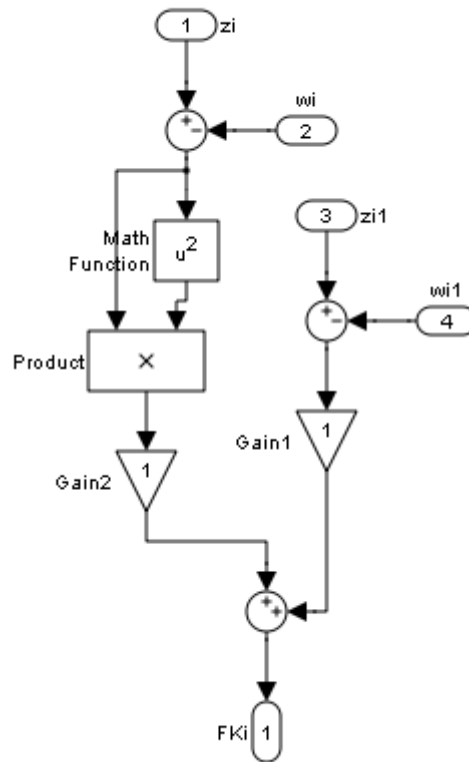 1 zi
wi
+ −
2
3 zi1
Math
Function
u²
wi1
+ −
4
Product ×
Gain1 1
Gain2 1
+ +
FKi 1